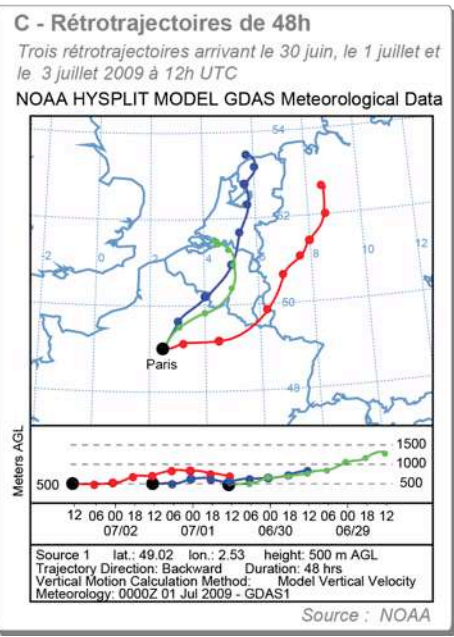 C - Rétrotrajectoires de 48h
Trois rétrotrajectoires arrivant le 30 juin, le 1 juillet et
le 3 juillet 2009 à 12h UTC
NOAA HYSPLIT MODEL GDAS Meteorological Data
54
52
-2 0 4 6 8 10 12
50
Paris
48
Meters AGL
1500
1000
500 500
12 06 00 18 12 06 00 18 12 06 00 18 12 06 00 18 12
07/02 07/01 06/30 06/29
Source 1 lat.: 49.02 lon.: 2.53 height: 500 m AGL
Trajectory Direction: Backward Duration: 48 hrs
Vertical Motion Calculation Method: Model Vertical Velocity
Meteorology: 0000Z 01 Jul 2009 - GDAS1
Source : NOAA